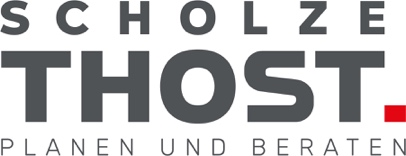 SCHOLZE
THOST.
PLANEN UND BERATEN